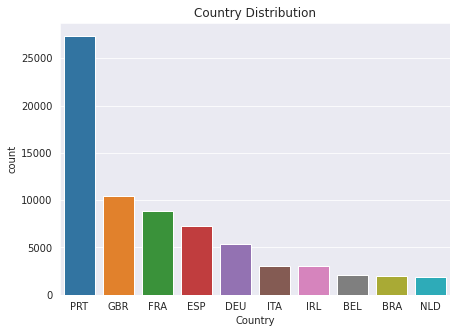 Country Distribution
count
25000
20000
15000
10000
5000
0
PRT GBR FRA ESP DEU ITA IRL BEL BRA NLD
Country